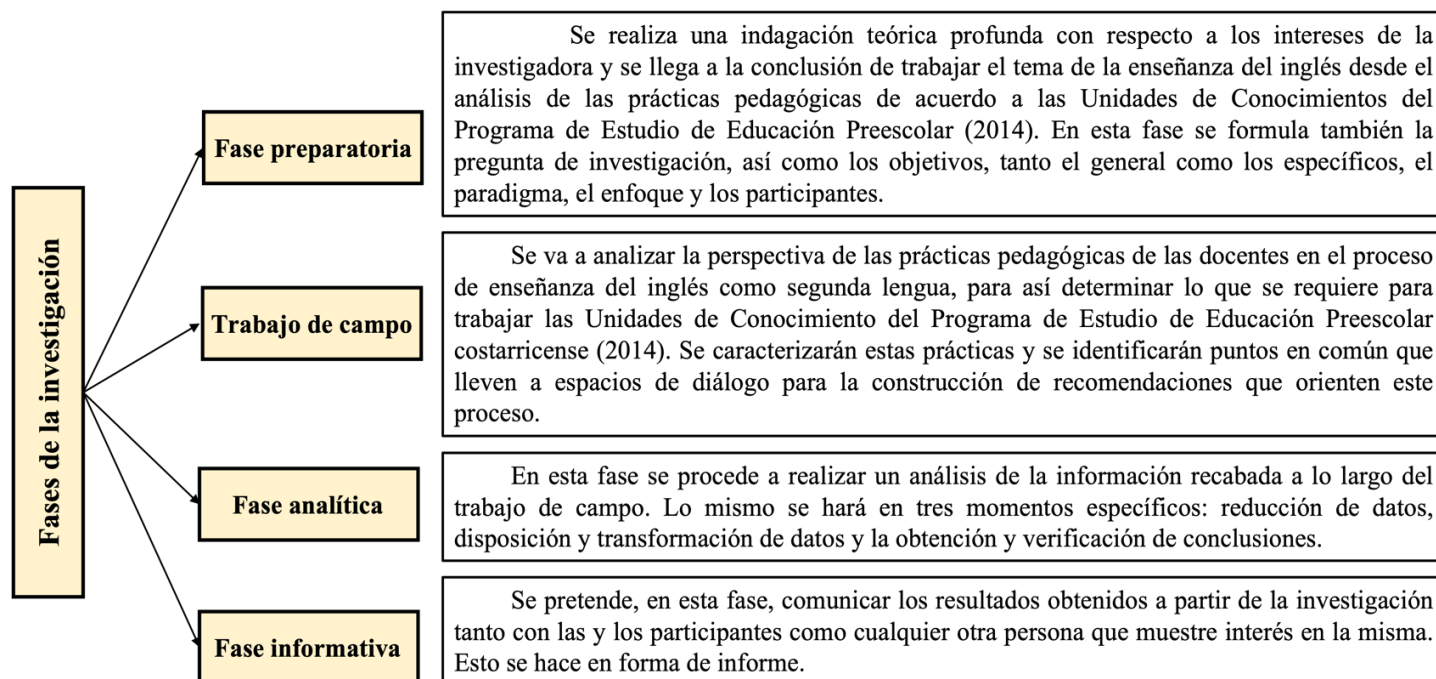 Fases de la investigación
Fase preparatoria
Se realiza una indagación teórica profunda con respecto a los intereses de la
investigadora y se llega a la conclusión de trabajar el tema de la enseñanza del inglés desde el
análisis de las prácticas pedagógicas de acuerdo a las Unidades de Conocimientos del
Programa de Estudio de Educación Preescolar (2014). En esta fase se formula también la
pregunta de investigación, así como los objetivos, tanto el general como los específicos, el
paradigma, el enfoque y los participantes.
Trabajo de campo
Se va a analizar la perspectiva de las prácticas pedagógicas de las docentes en el proceso
de enseñanza del inglés como segunda lengua, para así determinar lo que se requiere para
trabajar las Unidades de Conocimiento del Programa de Estudio de Educación Preescolar
costarricense (2014). Se caracterizarán estas prácticas y se identificarán puntos en común que
lleven a espacios de diálogo para la construcción de recomendaciones que orienten este
proceso.
Fase analítica
En esta fase se procede a realizar un análisis de la información recabada a lo largo del
trabajo de campo. Lo mismo se hará en tres momentos específicos: reducción de datos,
disposición y transformación de datos y la obtención y verificación de conclusiones.
Fase informativa
Se pretende, en esta fase, comunicar los resultados obtenidos a partir de la investigación
tanto con las y los participantes como cualquier otra persona que muestre interés en la misma.
Esto se hace en forma de informe.